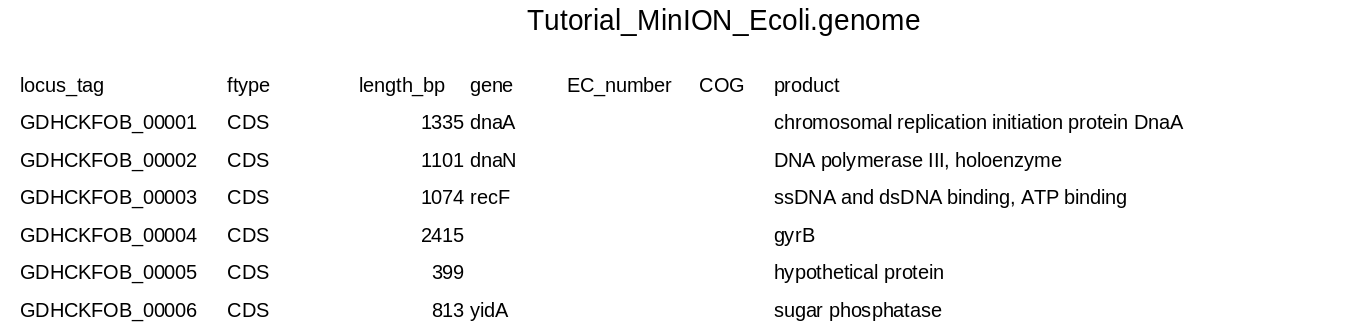 Tutorial_MinION_Ecoli.genome
locus_tag ftype length_bp gene EC_number COG product
GDHCKFOB_00001 CDS 1335 dnaA chromosomal replication initiation protein DnaA
GDHCKFOB_00002 CDS 1101 dnaN DNA polymerase III, holoenzyme
GDHCKFOB_00003 CDS 1074 recF ssDNA and dsDNA binding, ATP binding
GDHCKFOB_00004 CDS 2415 gyrB
GDHCKFOB_00005 CDS 399 hypothetical protein
GDHCKFOB_00006 CDS 813 yidA sugar phosphatase